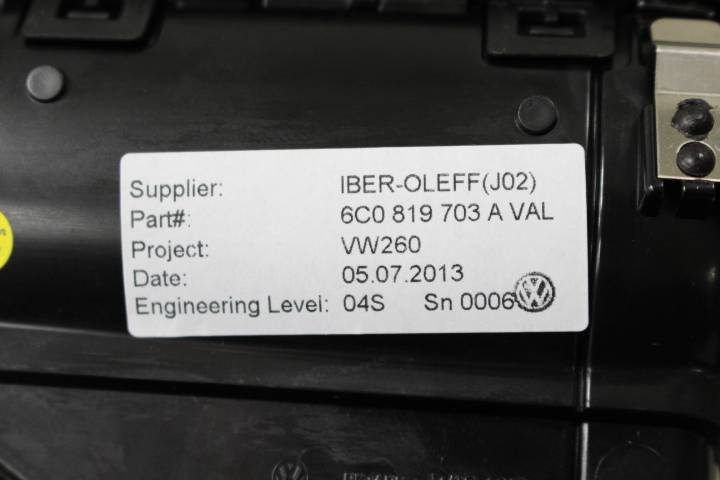 Supplier: IBER-OLEFF(J02)
Part#: 6C0 819 703 A VAL
Project: VW260
Date: 05.07.2013
Engineering Level: 04S Sn 0006